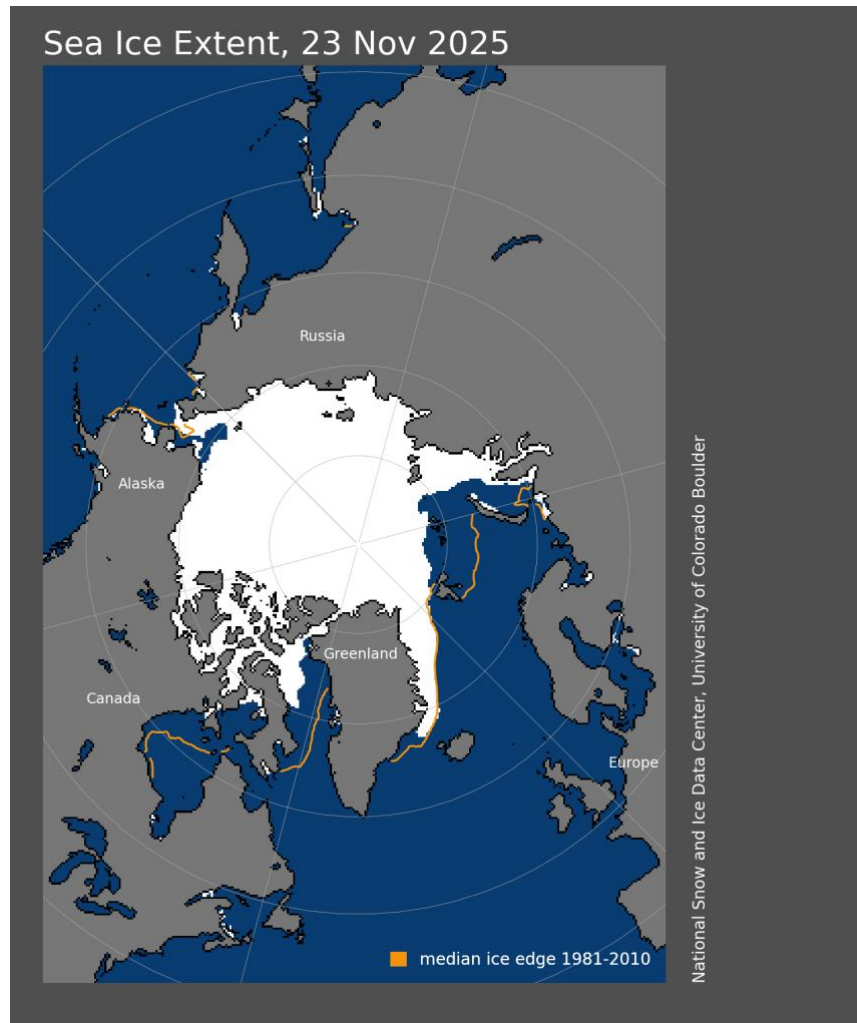 Sea Ice Extent, 23 Nov 2025
Russia
Alaska
Greenland
Canada
Europe
median ice edge 1981-2010
National Snow and Ice Data Center, University of Colorado Boulder